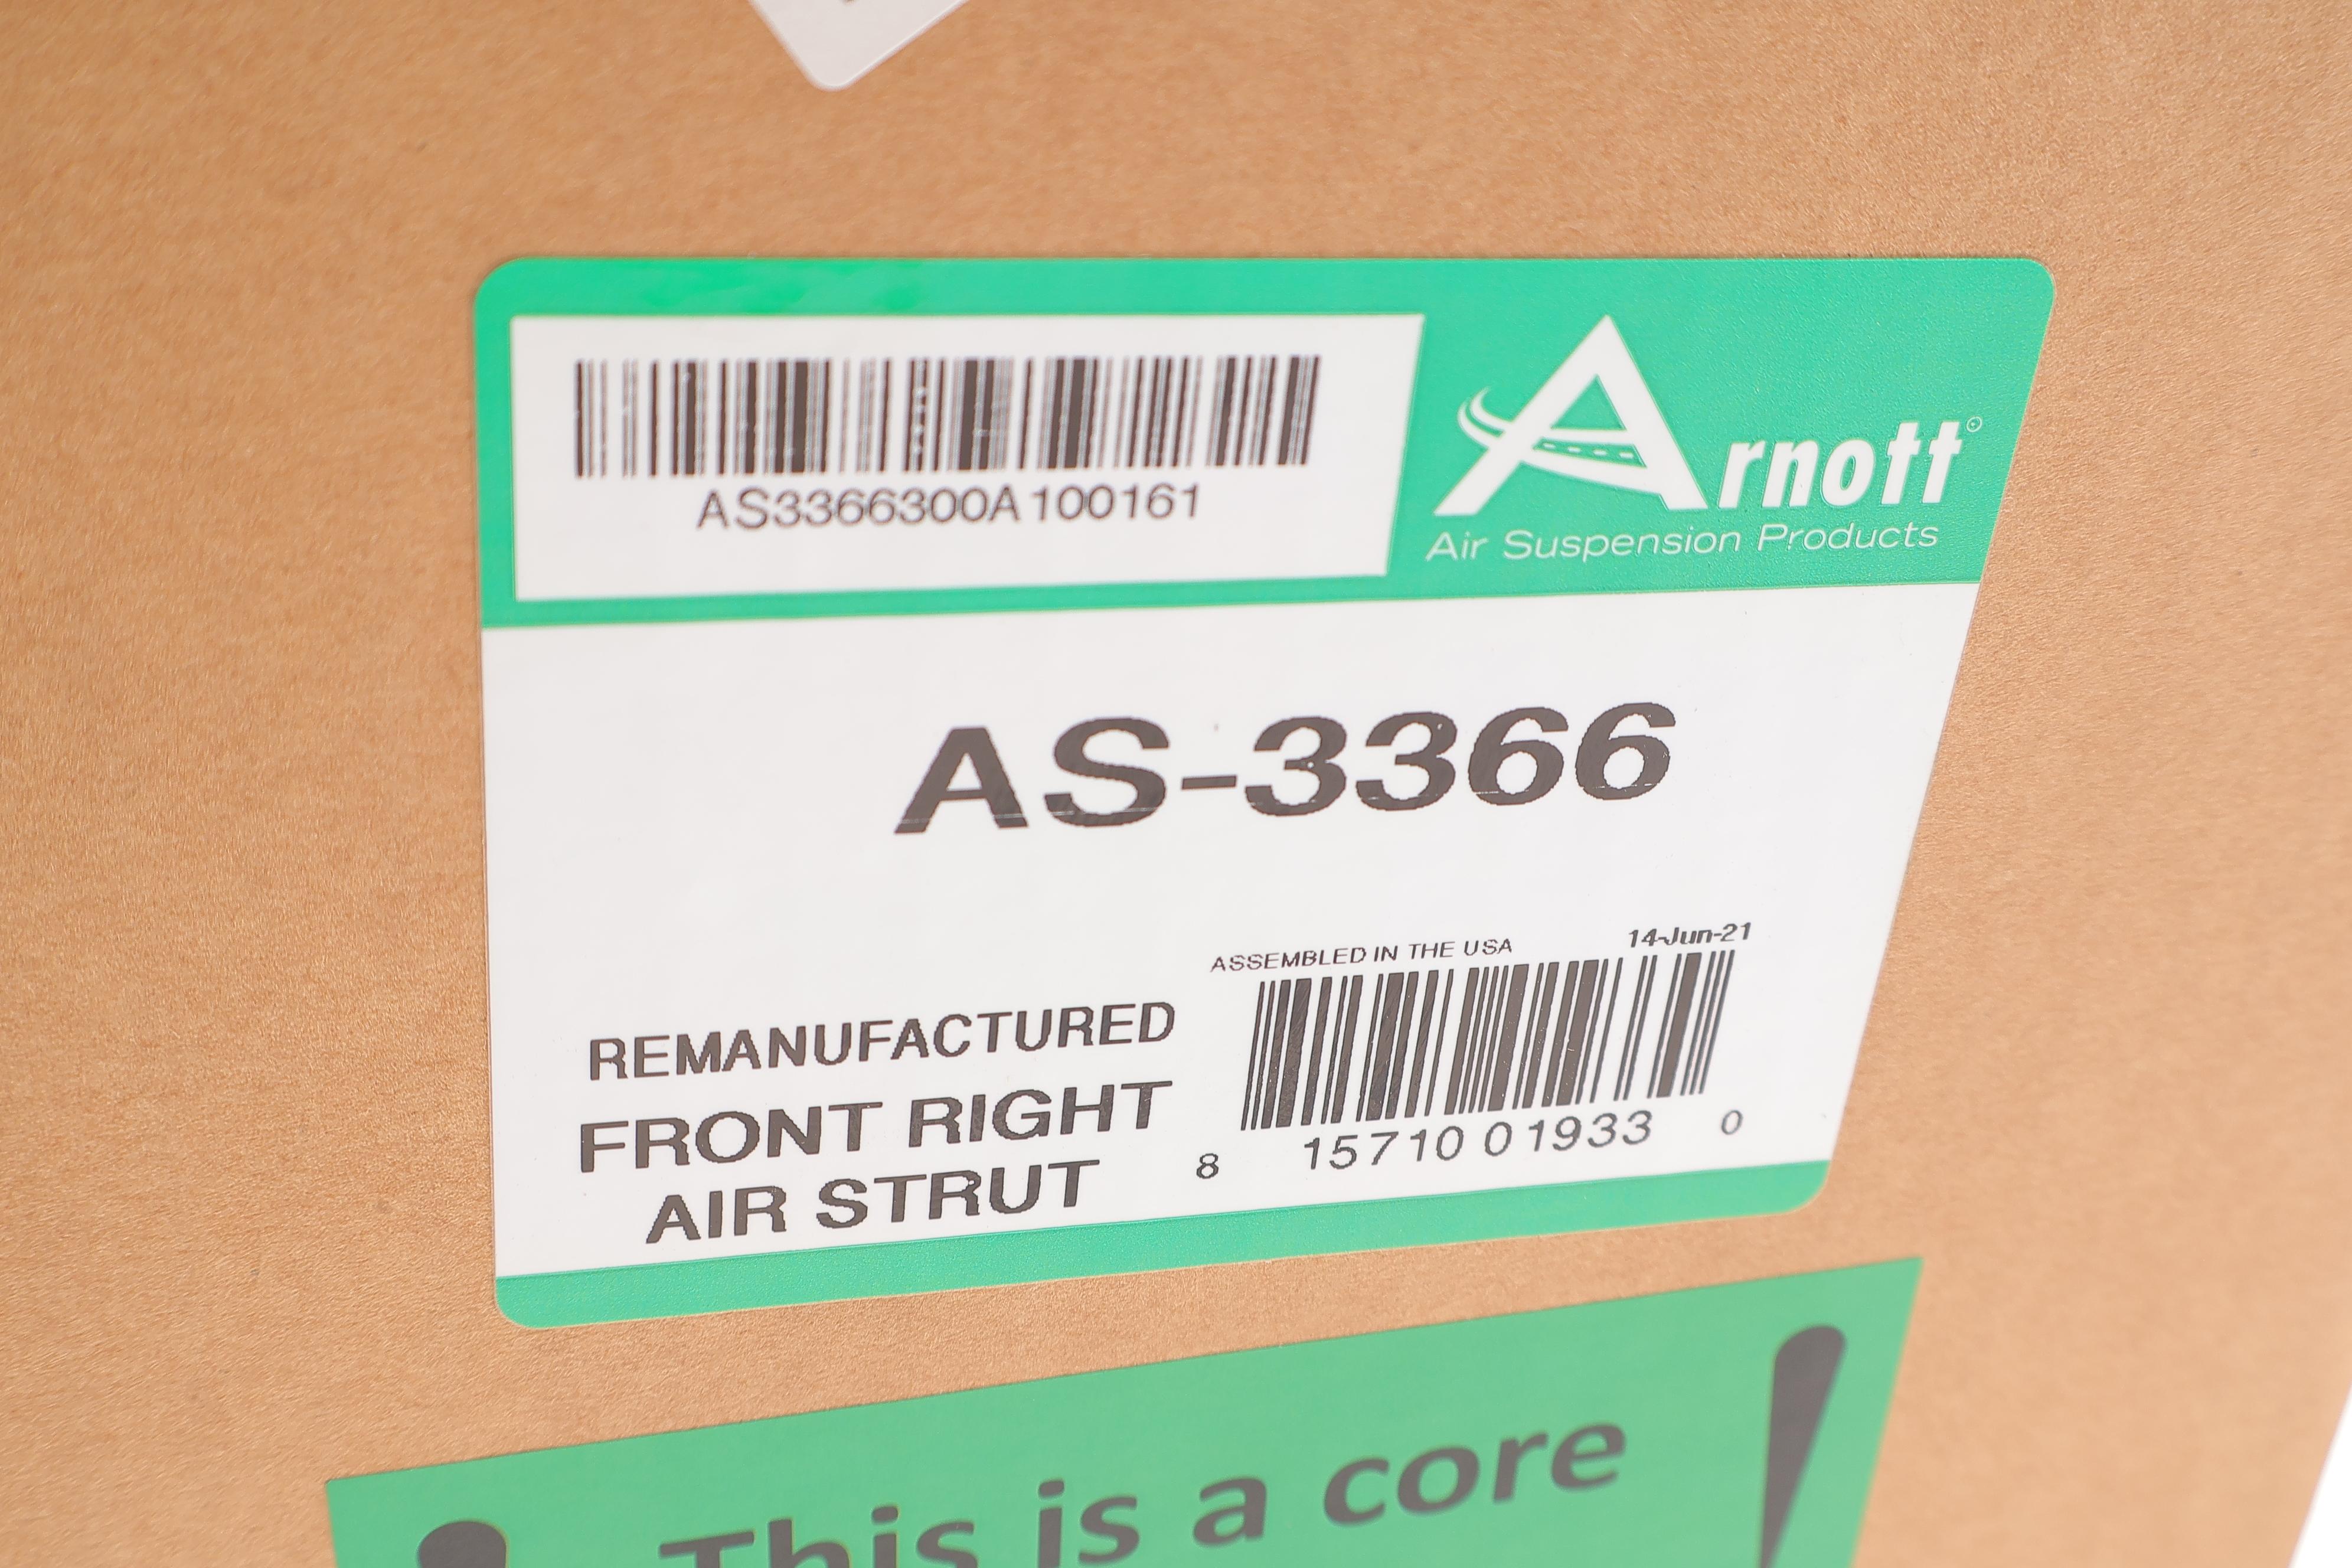 AS3366300A100161
Arnott
Air Suspension Products
AS-3366
ASSEMBLED IN THE USA 14-Jun-21
REMANUFACTURED
FRONT RIGHT
AIR STRUT
8 15710 01933 0
! This is a core !